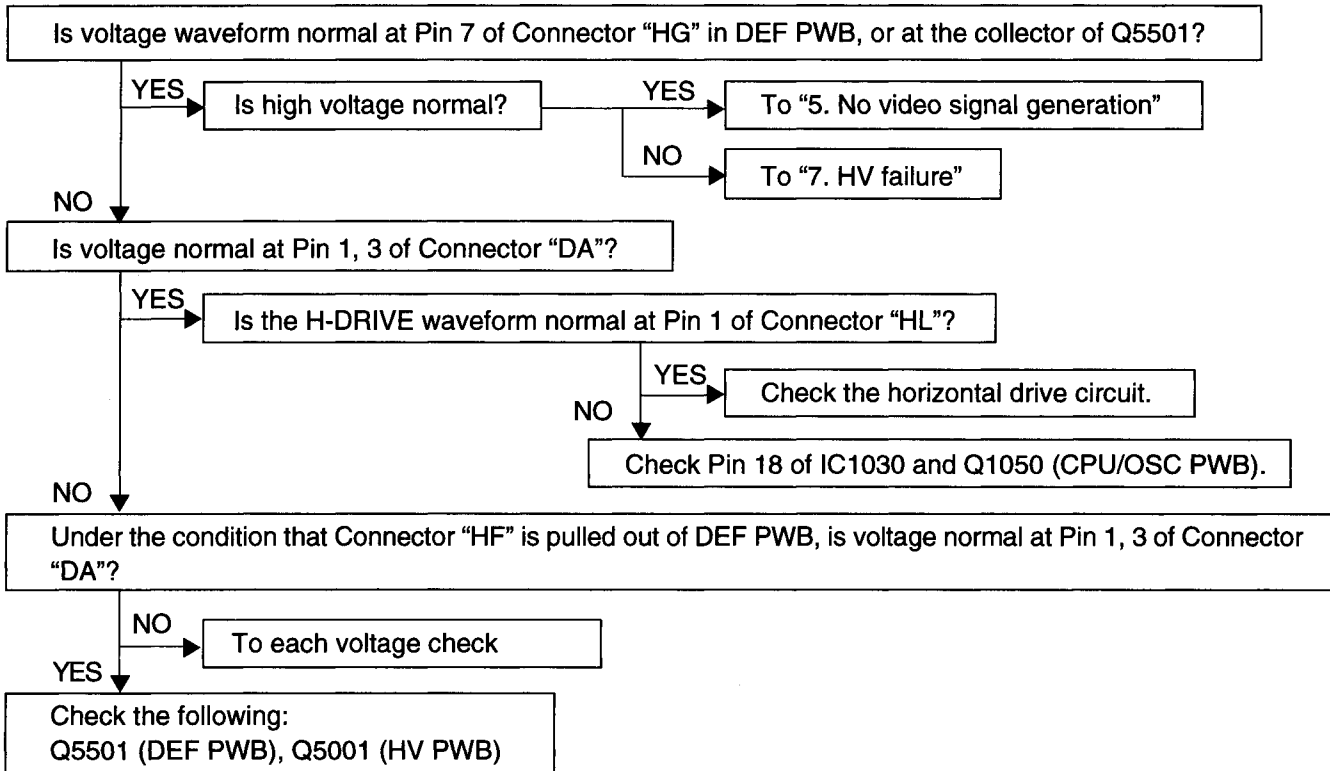 Is voltage waveform normal at Pin 7 of Connector “HG” in DEF PWB, or at the collector of Q5501?
YES
Is high voltage normal?
YES
To “5. No video signal generation”
NO
To “7. HV failure”
NO
Is voltage normal at Pin 1, 3 of Connector “DA”?
YES
Is the H-DRIVE waveform normal at Pin 1 of Connector “HL”?
YES
Check the horizontal drive circuit.
NO
Check Pin 18 of IC1030 and Q1050 (CPU/OSC PWB).
NO
Under the condition that Connector “HF” is pulled out of DEF PWB, is voltage normal at Pin 1, 3 of Connector
“DA”?
NO
To each voltage check
YES
Check the following:
Q5501 (DEF PWB), Q5001 (HV PWB)